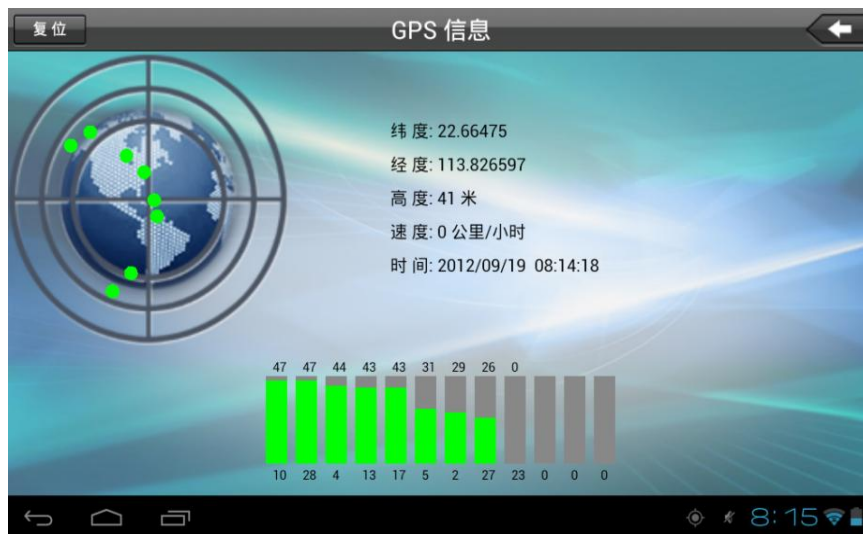 复位
GPS 信息
纬 度: 22.66475
经 度: 113.826597
高 度: 41 米
速 度: 0 公里/小时
时 间: 2012/09/19 08:14:18
47 47 44 43 43 31 29 26 0
10 28 4 13 17 5 2 27 23 0 0 0
8:15